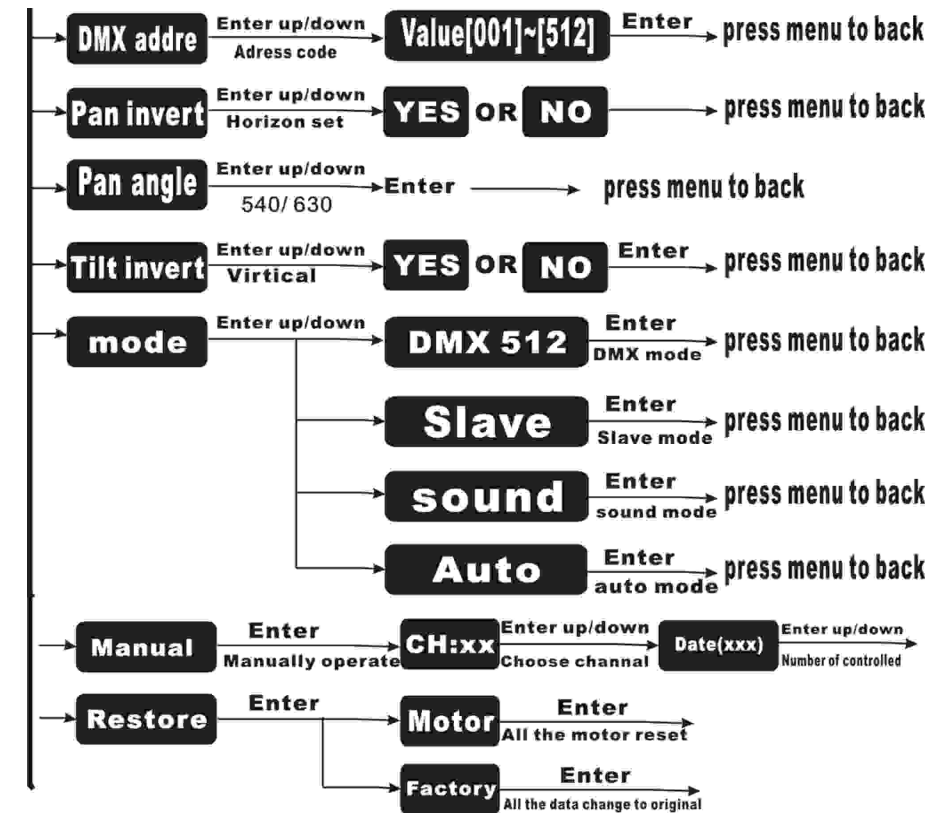 DMX addre Enter up/down Adress code Value[001]~[512] Enter press menu to back
Pan invert Enter up/down Horizon set YES OR NO press menu to back
Pan angle Enter up/down 540/ 630 Enter press menu to back
Tilt invert Enter up/down Virtical YES OR NO Enter press menu to back
mode Enter up/down DMX 512 Enter DMX mode press menu to back
Slave Enter Slave mode press menu to back
sound Enter sound mode press menu to back
Auto Enter auto mode press menu to back
Manual Enter Manually operate CH:xx Enter up/down Choose channal Date(xxx) Enter up/down Number of controlled
Restore Enter Motor Enter All the motor reset
Factory Enter All the data change to original